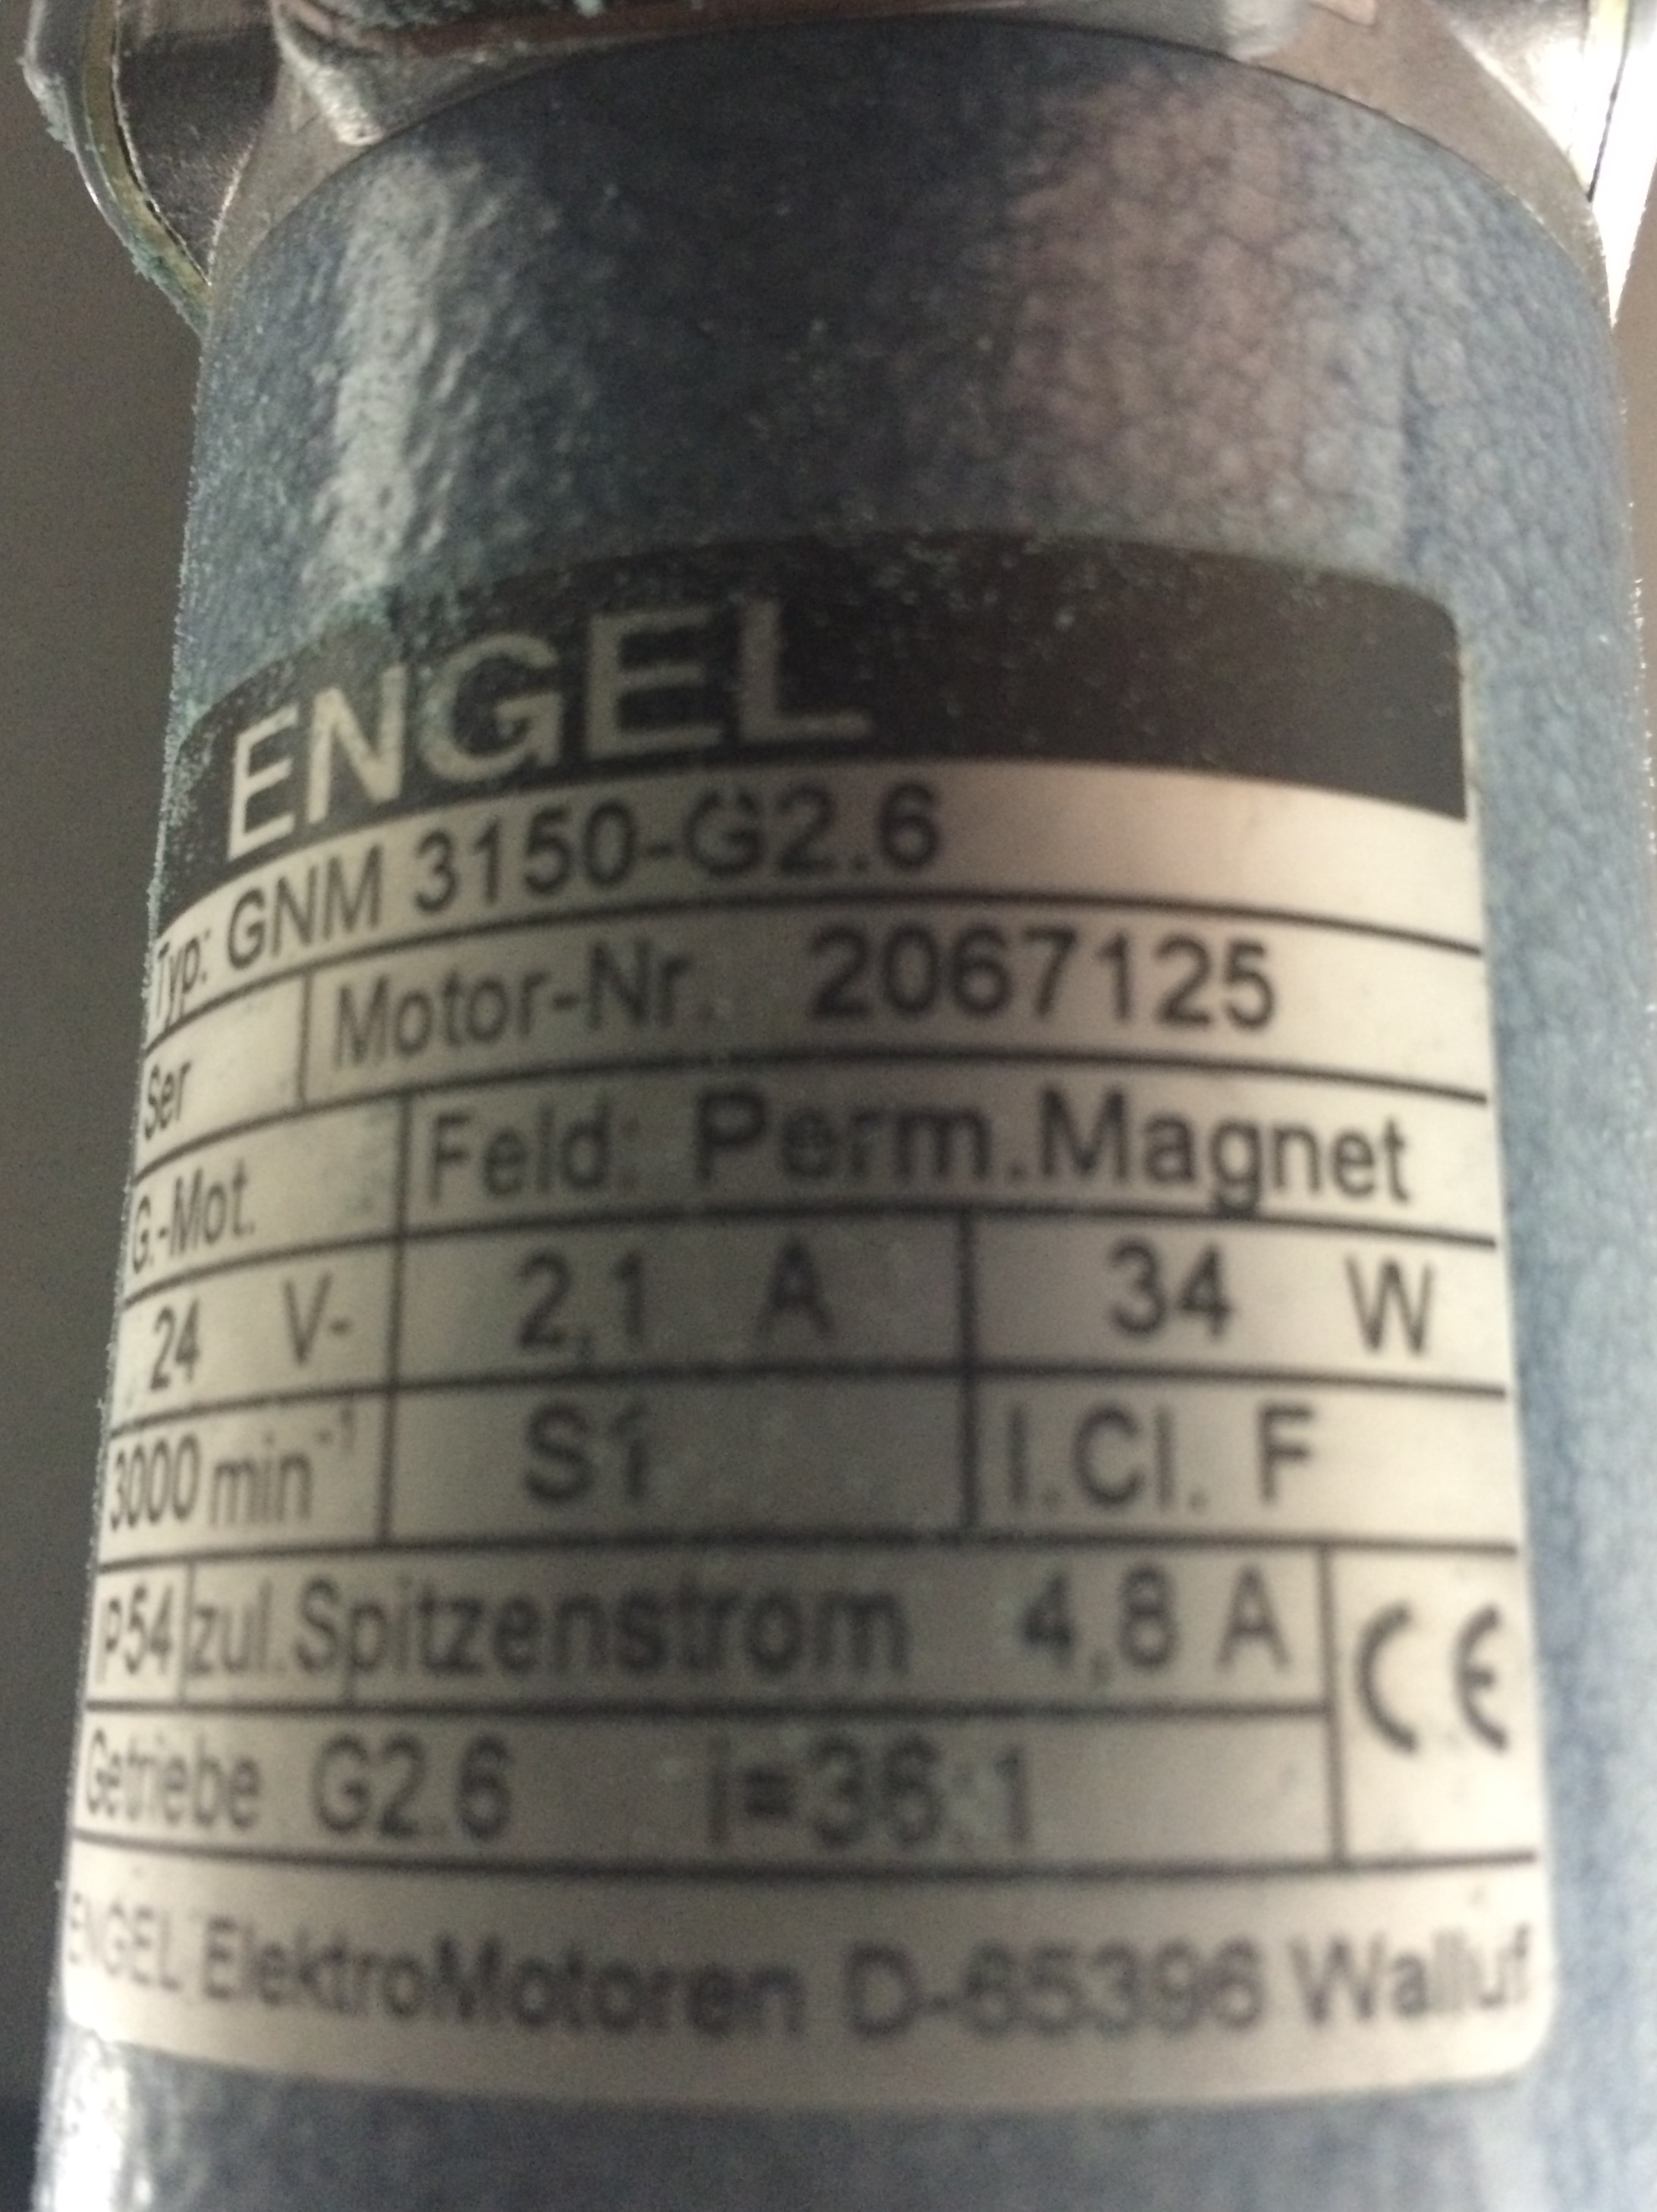 ENGEL
Typ: GNM 3150-G2.6
Ser Motor-Nr. 2067125
G.-Mot. Feld: Perm.Magnet
24 V- 2,1 A 34 W
3000 min⁻¹ S1 I.Cl. F
IP54 zul.Spitzenstrom 4,8 A CE
Getriebe G2.6 i=36:1
ENGEL ElektroMotoren D-65396 Walluf